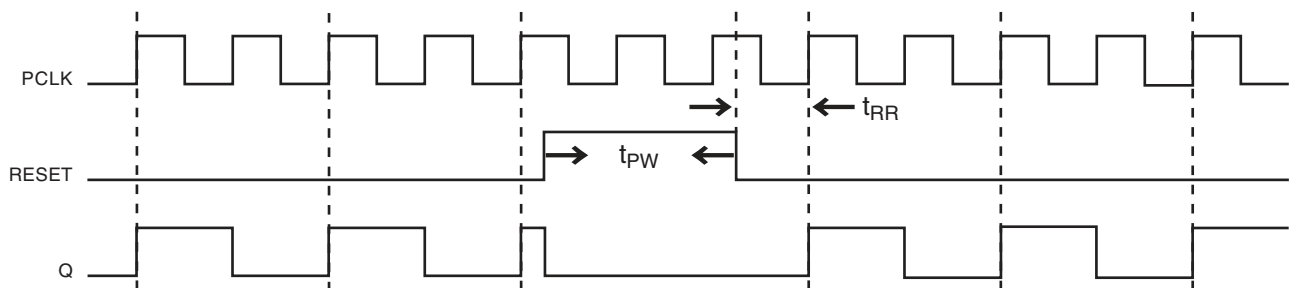 PCLK
tRR
RESET
tPW
Q